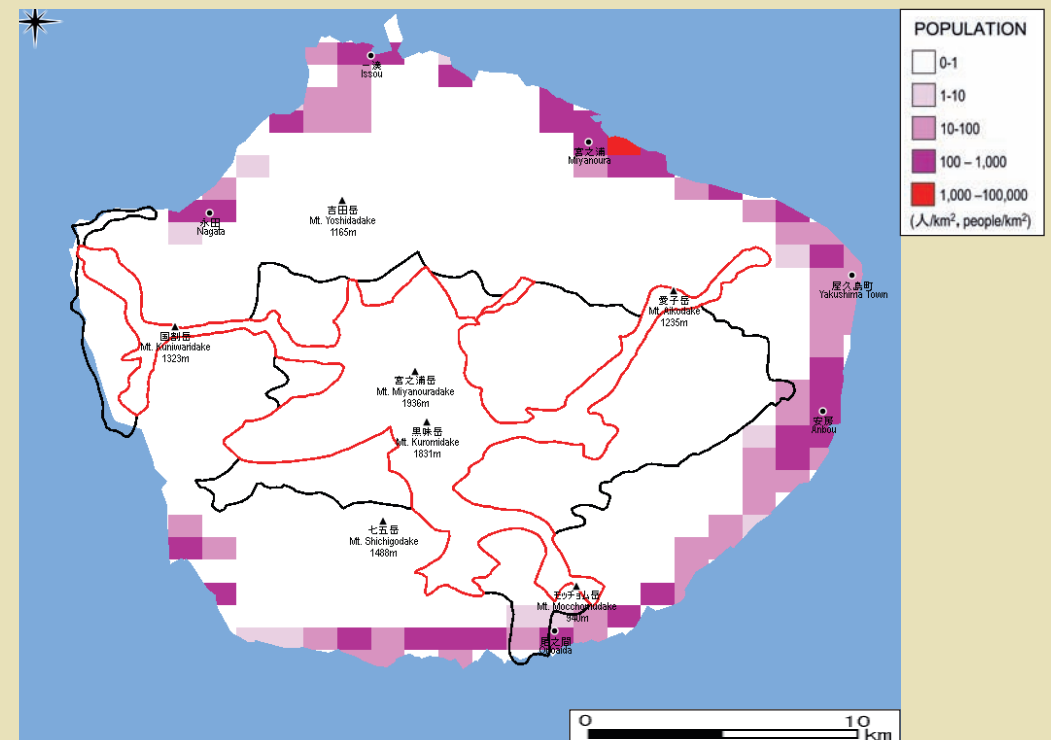 POPULATION
0-1
1-10
10-100
100 – 1,000
1,000 –100,000
(人/km², people/km²)
一湊
Issou
宮之浦
Miyanoura
永田
Nagata
吉田岳
Mt. Yoshidadake
1165m
屋久島町
Yakushima Town
愛子岳
Mt. Aikodake
1235m
国割岳
Mt. Kuniwaridake
1323m
宮之浦岳
Mt. Miyanouradake
1936m
黒味岳
Mt. Kuromidake
1831m
安房
Anbou
七五岳
Mt. Shichigodake
1488m
モッチョム岳
Mt. Mocchomudake
940m
尾之間
Onoaida
0
10
km